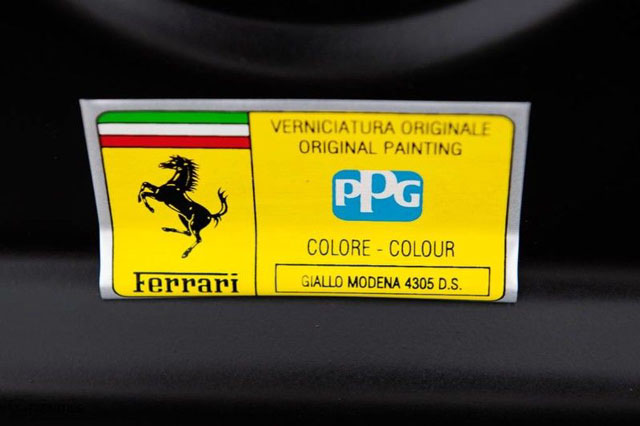 VERNICIATURA ORIGINALE
ORIGINAL PAINTING
PPG
COLORE - COLOUR
GIALLO MODENA 4305 D.S.
Ferrari